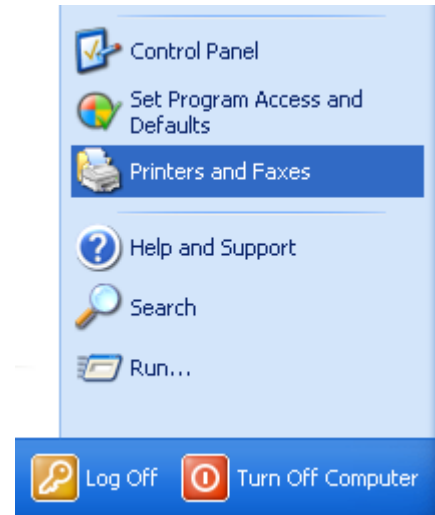 Control Panel
Set Program Access and
Defaults
Printers and Faxes
Help and Support
Search
Run...
Log Off
Turn Off Computer